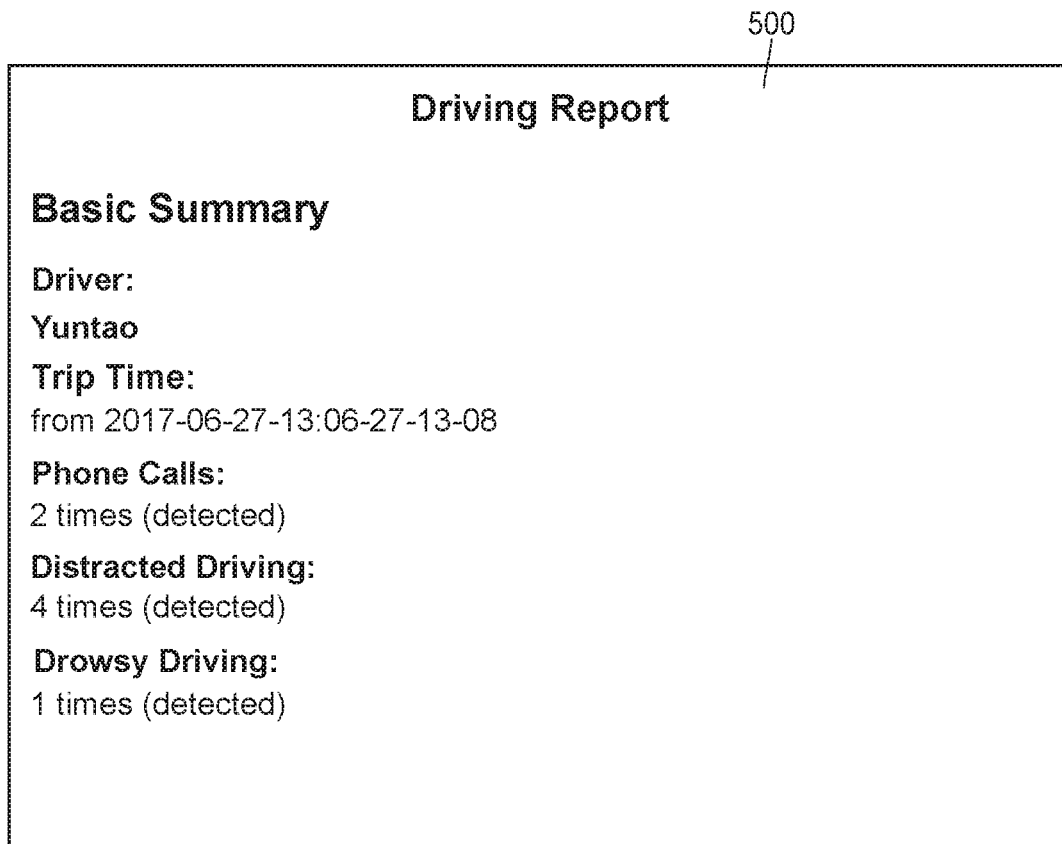 500
Driving Report
Basic Summary
Driver:
Yuntao
Trip Time:
from 2017-06-27-13:06-27-13-08
Phone Calls:
2 times (detected)
Distracted Driving:
4 times (detected)
Drowsy Driving:
1 times (detected)